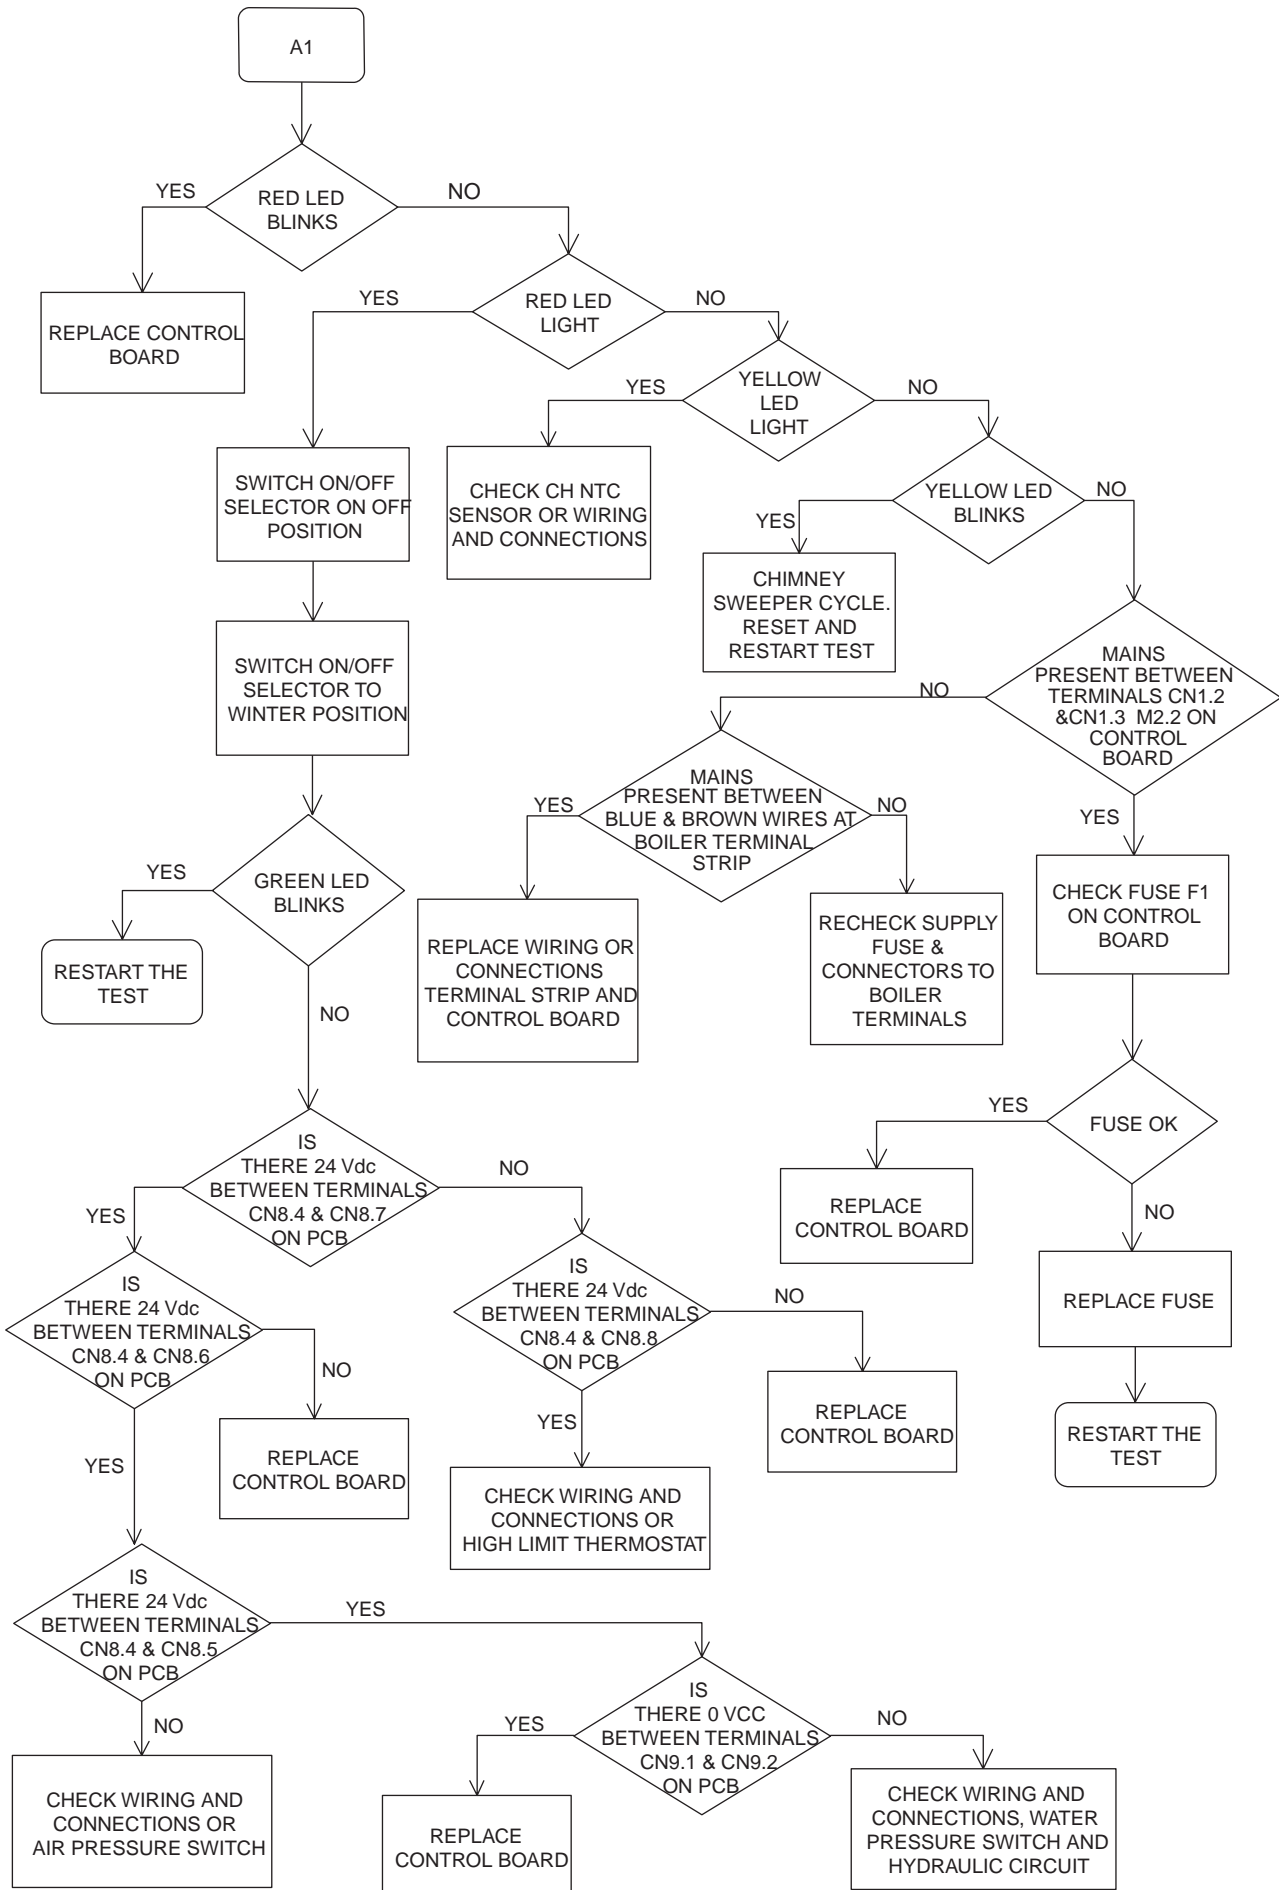 A1
YES
NO
RED LED
BLINKS
REPLACE CONTROL
BOARD
YES
NO
RED LED
LIGHT
YES
NO
YELLOW
LED
LIGHT
SWITCH ON/OFF
SELECTOR ON OFF
POSITION
CHECK CH NTC
SENSOR OR WIRING
AND CONNECTIONS
YES
NO
YELLOW LED
BLINKS
CHIMNEY
SWEEPER CYCLE.
RESET AND
RESTART TEST
SWITCH ON/OFF
SELECTOR TO
WINTER POSITION
NO
MAINS
PRESENT BETWEEN
TERMINALS CN1.2
&CN1.3 M2.2 ON
CONTROL
BOARD
YES
YES
NO
MAINS
PRESENT BETWEEN
BLUE & BROWN WIRES AT
BOILER TERMINAL
STRIP
YES
GREEN LED
BLINKS
NO
RESTART THE
TEST
REPLACE WIRING OR
CONNECTIONS
TERMINAL STRIP AND
CONTROL BOARD
RECHECK SUPPLY
FUSE &
CONNECTORS TO
BOILER
TERMINALS
CHECK FUSE F1
ON CONTROL
BOARD
YES
FUSE OK
NO
REPLACE
CONTROL BOARD
REPLACE FUSE
RESTART THE
TEST
IS
THERE 24 Vdc
BETWEEN TERMINALS
CN8.4 & CN8.7
ON PCB
YES
NO
IS
THERE 24 Vdc
BETWEEN TERMINALS
CN8.4 & CN8.6
ON PCB
NO
YES
REPLACE
CONTROL BOARD
IS
THERE 24 Vdc
BETWEEN TERMINALS
CN8.4 & CN8.8
ON PCB
NO
YES
REPLACE
CONTROL BOARD
CHECK WIRING AND
CONNECTIONS OR
HIGH LIMIT THERMOSTAT
IS
THERE 24 Vdc
BETWEEN TERMINALS
CN8.4 & CN8.5
ON PCB
YES
NO
CHECK WIRING AND
CONNECTIONS OR
AIR PRESSURE SWITCH
IS
THERE 0 VCC
BETWEEN TERMINALS
CN9.1 & CN9.2
ON PCB
YES
NO
REPLACE
CONTROL BOARD
CHECK WIRING AND
CONNECTIONS, WATER
PRESSURE SWITCH AND
HYDRAULIC CIRCUIT